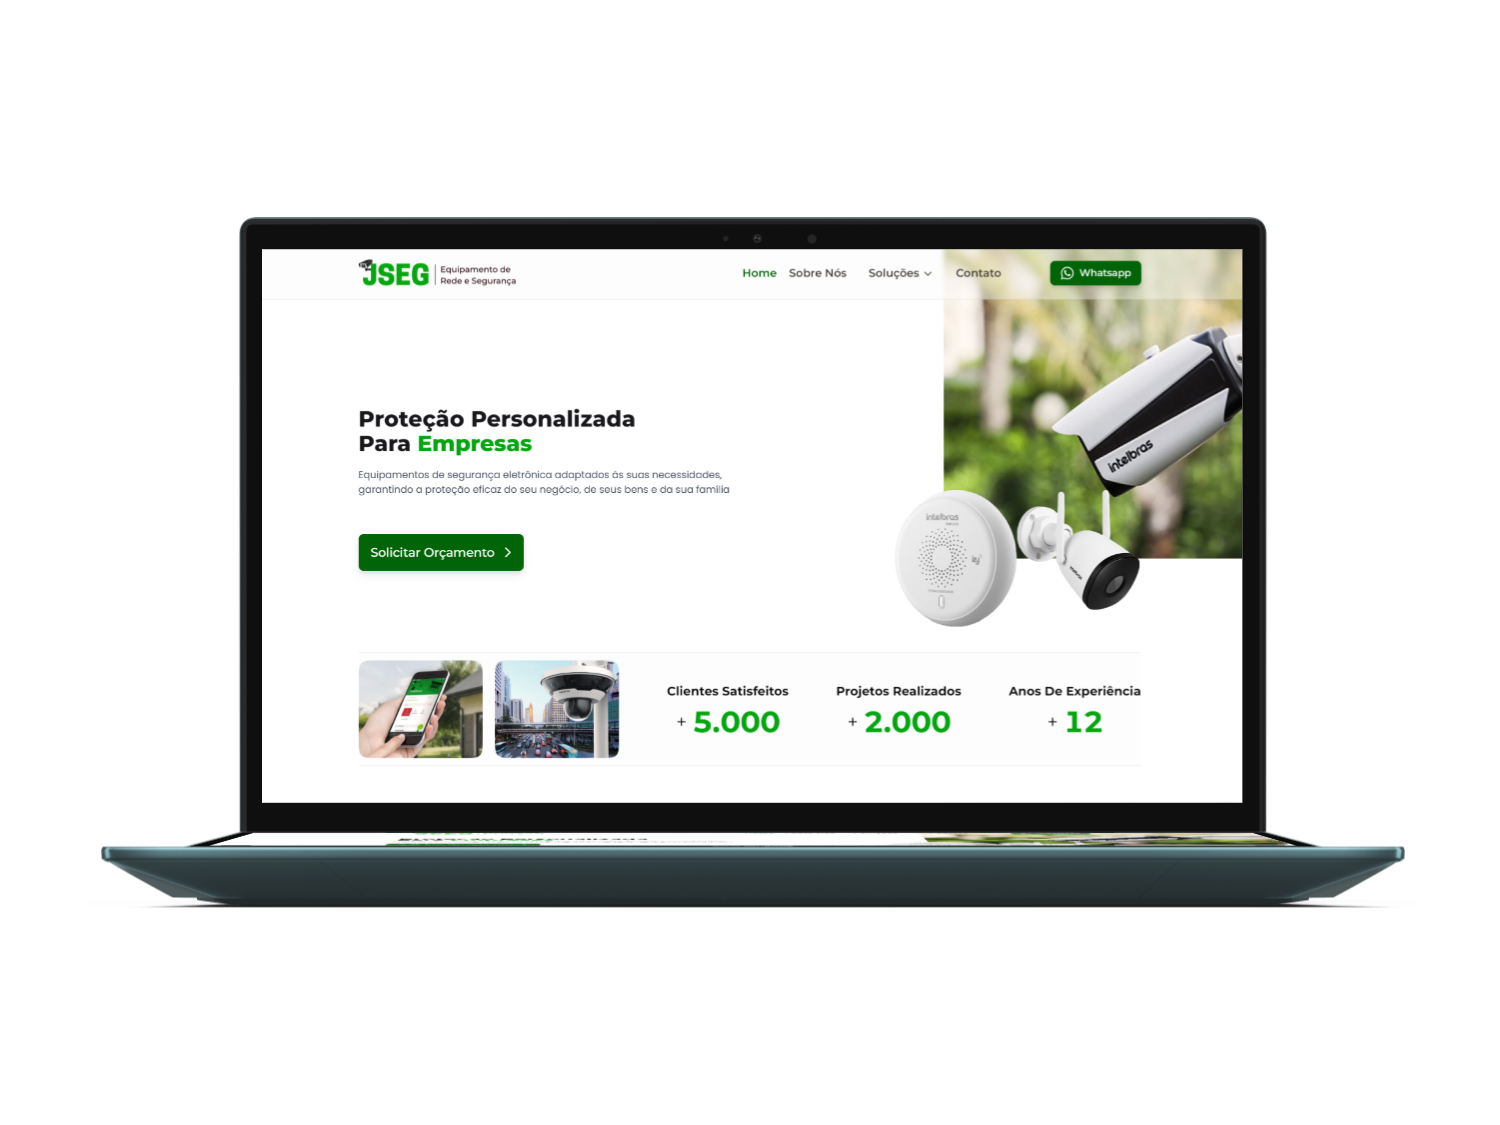 JSEG
Equipamento de
Rede e Segurança
Home
Sobre Nós
Soluções
Contato
Whatsapp
Proteção Personalizada
Para Empresas
Equipamentos de segurança eletrônica adaptados às suas necessidades,
garantindo a proteção eficaz do seu negócio, de seus bens e da sua família
Solicitar Orçamento
intelbras
intelbras
Clientes Satisfeitos
+ 5.000
Projetos Realizados
+ 2.000
Anos De Experiência
+ 12